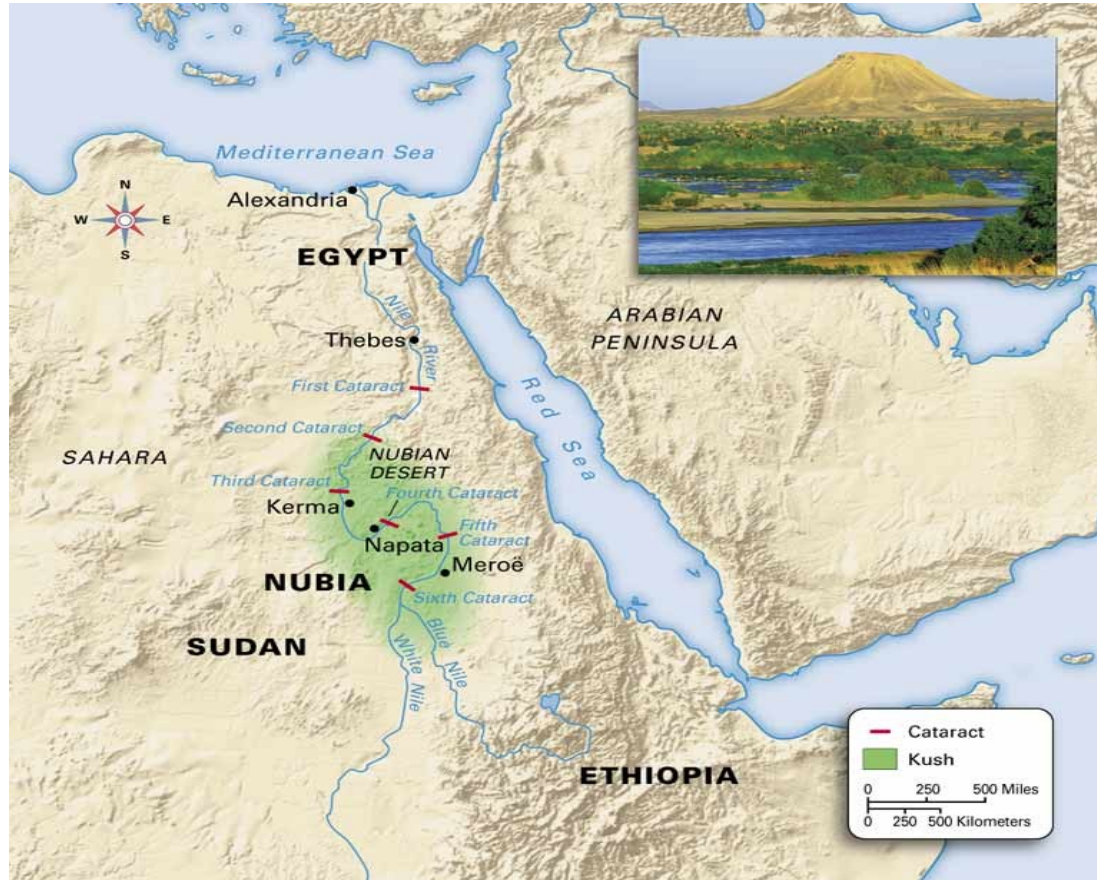 Mediterranean Sea
Alexandria
N
W E
S
EGYPT
Nile
River
Thebes
ARABIAN
PENINSULA
First Cataract
Red Sea
Second Cataract
SAHARA
NUBIAN
DESERT
Third Cataract
Fourth Cataract
Kerma
Napata
Fifth
Cataract
Meroë
NUBIA
Sixth Cataract
SUDAN
White Nile
Blue Nile
ETHIOPIA
Cataract
Kush
0 250 500 Miles
0 250 500 Kilometers